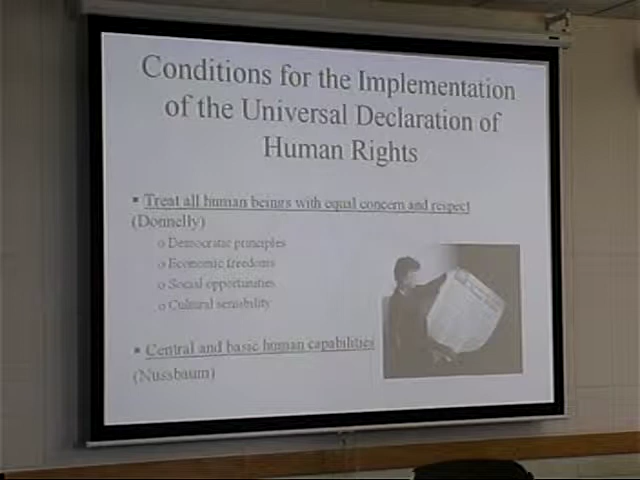 Conditions for the Implementation
of the Universal Declaration of
Human Rights
▪ Treat all human beings with equal concern and respect
(Donnelly)
o Democratic principles
o Economic freedoms
o Social opportunities
o Cultural sensibility
▪ Central and basic human capabilities
(Nussbaum)